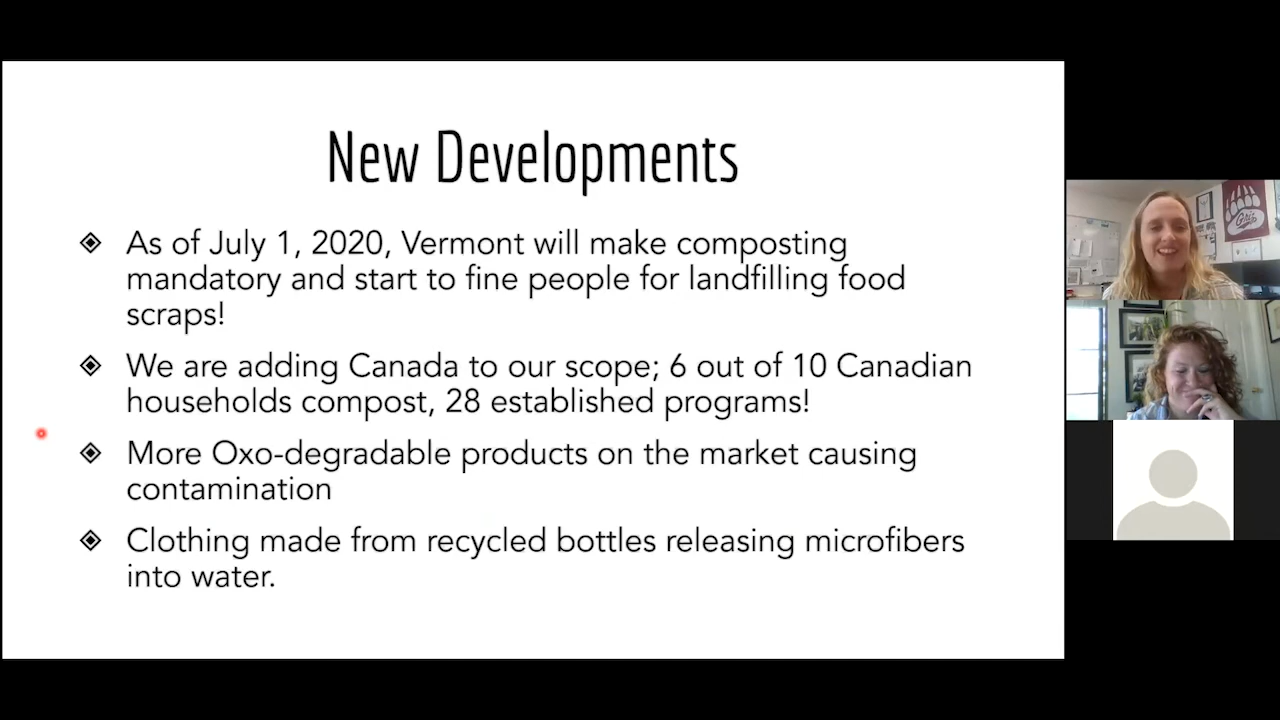 New Developments
As of July 1, 2020, Vermont will make composting
mandatory and start to fine people for landfilling food
scraps!
We are adding Canada to our scope; 6 out of 10 Canadian
households compost, 28 established programs!
More Oxo-degradable products on the market causing
contamination
Clothing made from recycled bottles releasing microfibers
into water.
Griz